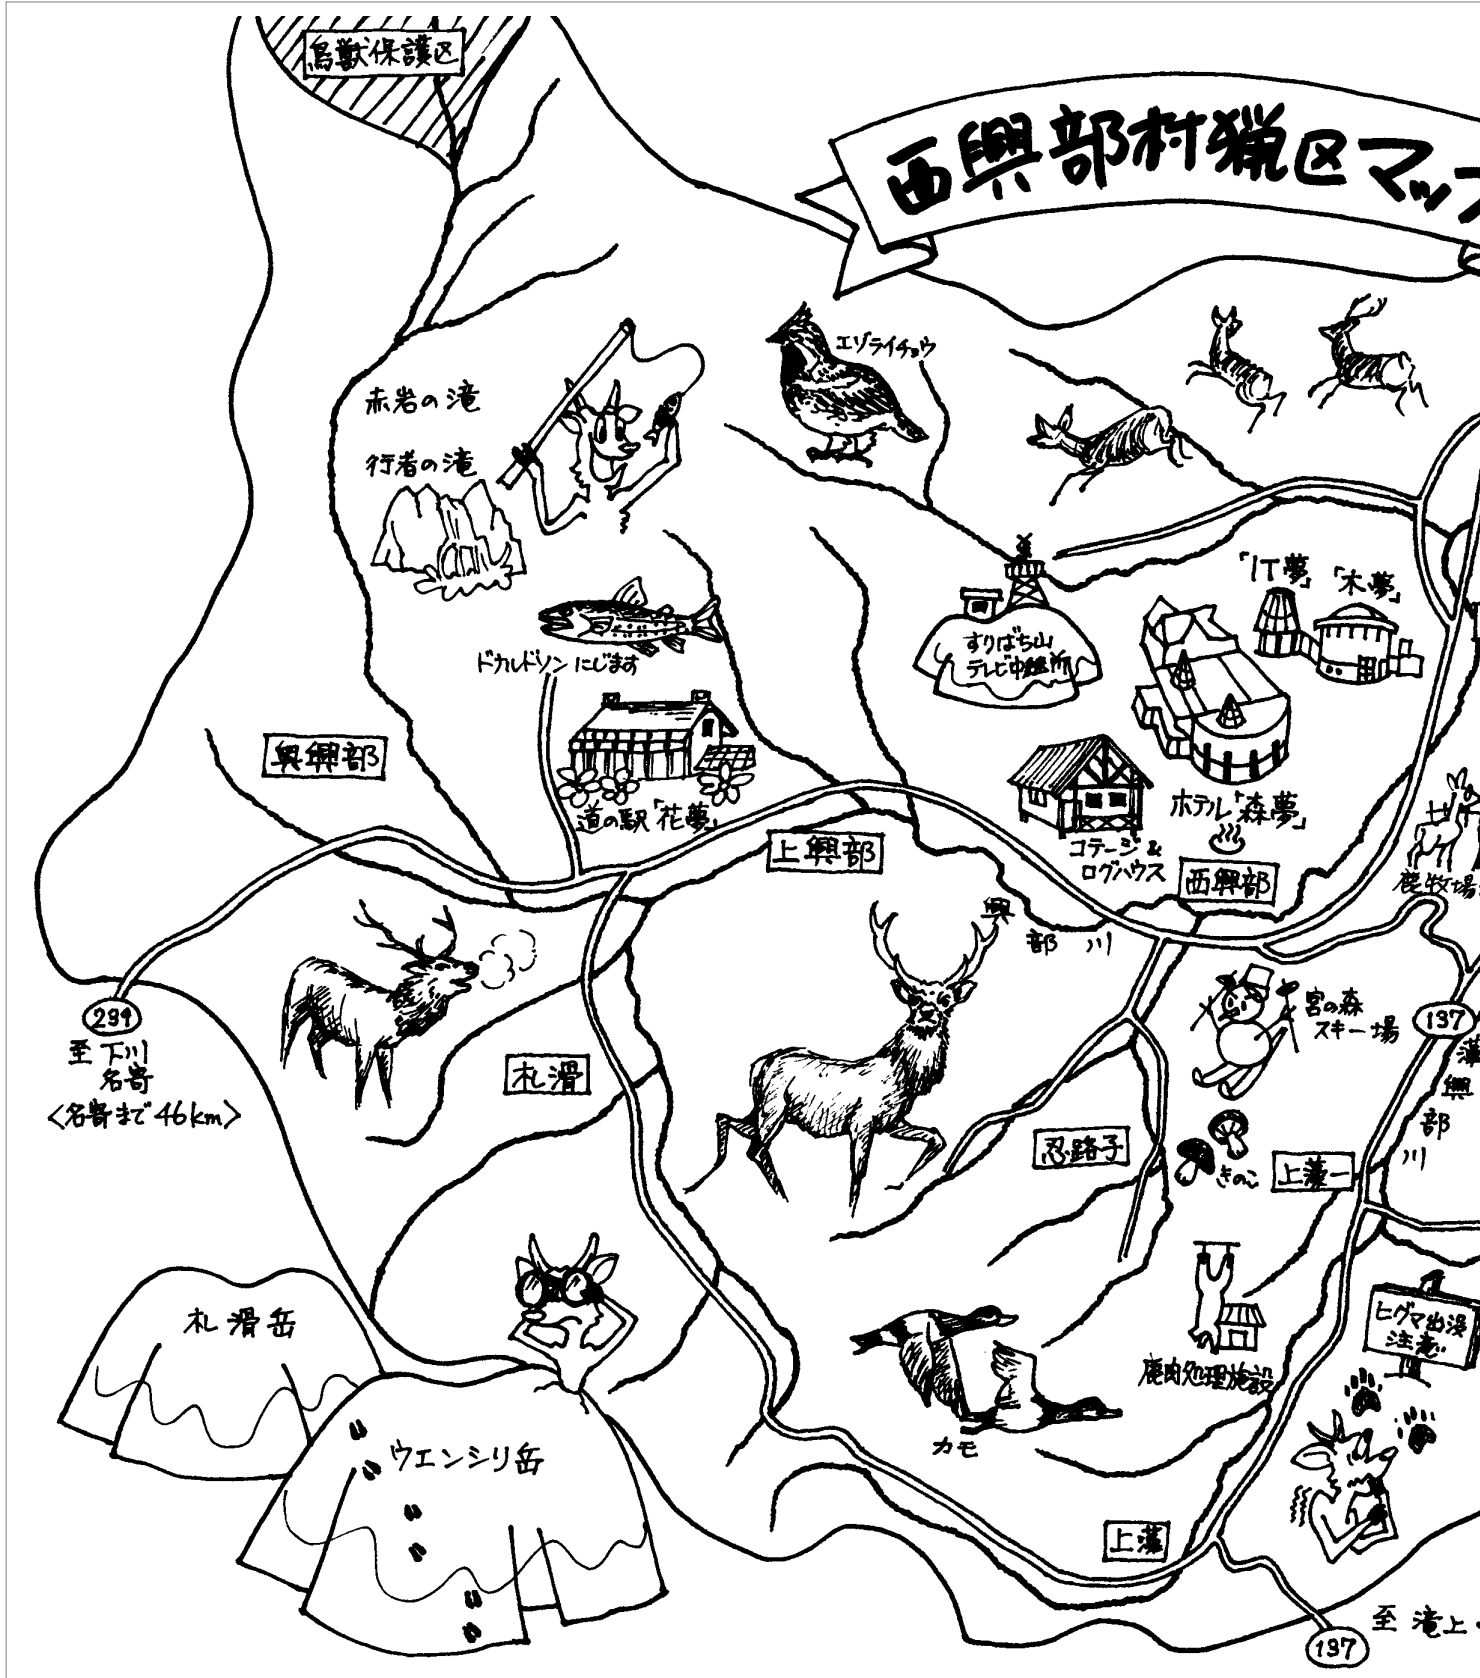 鳥獣保護区
西興部村猟区マップ
エゾライチョウ
赤岩の滝
行者の滝
「IT夢」
「木夢」
すりばち山
テレビ中継所
ドナルドソンにじます
奥興部
道の駅「花夢」
上興部
コテージ&
ログハウス
ホテル「森夢」
西興部
鹿牧場
興部川
239
至下川
名寄
<名寄まで46km>
札滑
宮の森
スキー場
137
藻興部川
忍路子
きのこ
上藻一
札滑岳
ウエンシリ岳
鹿肉処理施設
ヒグマ出没
注意
カモ
上藻
至滝上
137